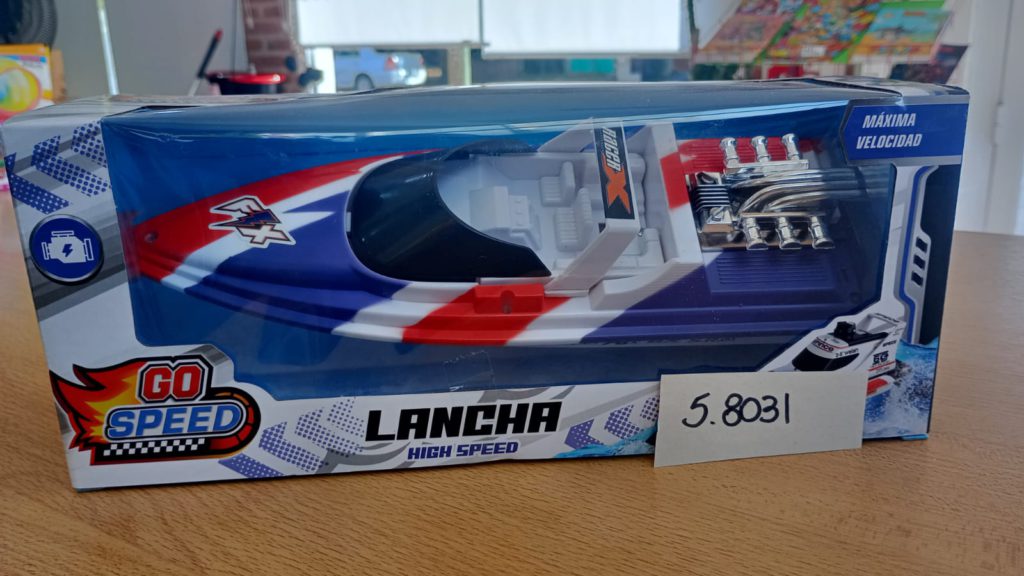 MÁXIMA
VELOCIDAD
RACER
X
GO
SPEED
LANCHA
HIGH SPEED
5.8031